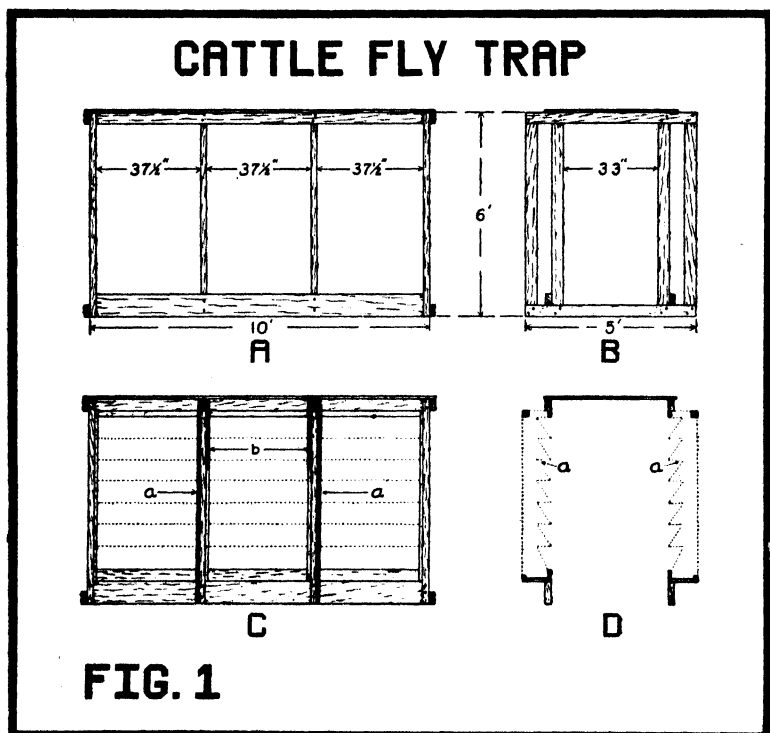 CATTLE FLY TRAP
37½" 37½" 37½"
33"
6'
10'
5'
A
B
b
a a
a a
C
D
FIG. 1